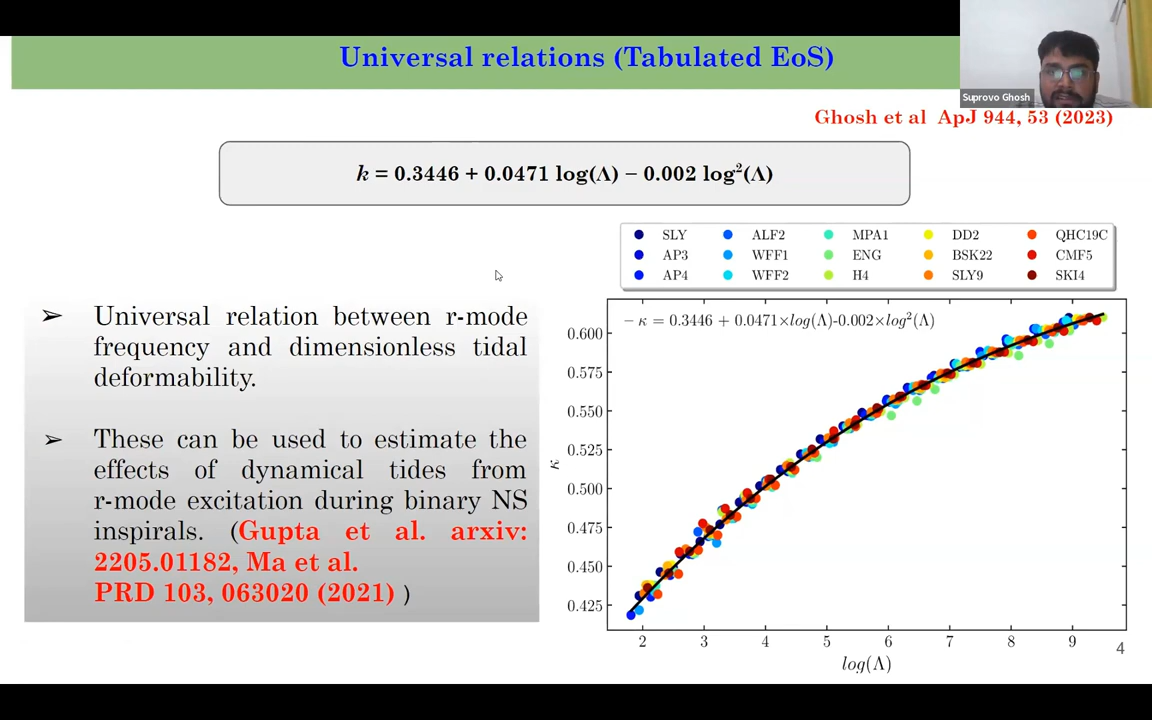 Universal relations (Tabulated EoS)
Suprovo Ghosh
Ghosh et al ApJ 944, 53 (2023)
k = 0.3446 + 0.0471 log(Λ) − 0.002 log²(Λ)
➢ Universal relation between r-mode
frequency and dimensionless tidal
deformability.
➢ These can be used to estimate the
effects of dynamical tides from
r-mode excitation during binary NS
inspirals. (Gupta et al. arxiv:
2205.01182, Ma et al.
PRD 103, 063020 (2021) )
SLY ALF2 MPA1 DD2 QHC19C
AP3 WFF1 ENG BSK22 CMF5
AP4 WFF2 H4 SLY9 SKI4
− κ = 0.3446 + 0.0471×log(Λ)-0.002×log²(Λ)
0.600
0.575
0.550
0.525
0.500
0.475
0.450
0.425
κ
2 3 4 5 6 7 8 9
log(Λ)
4